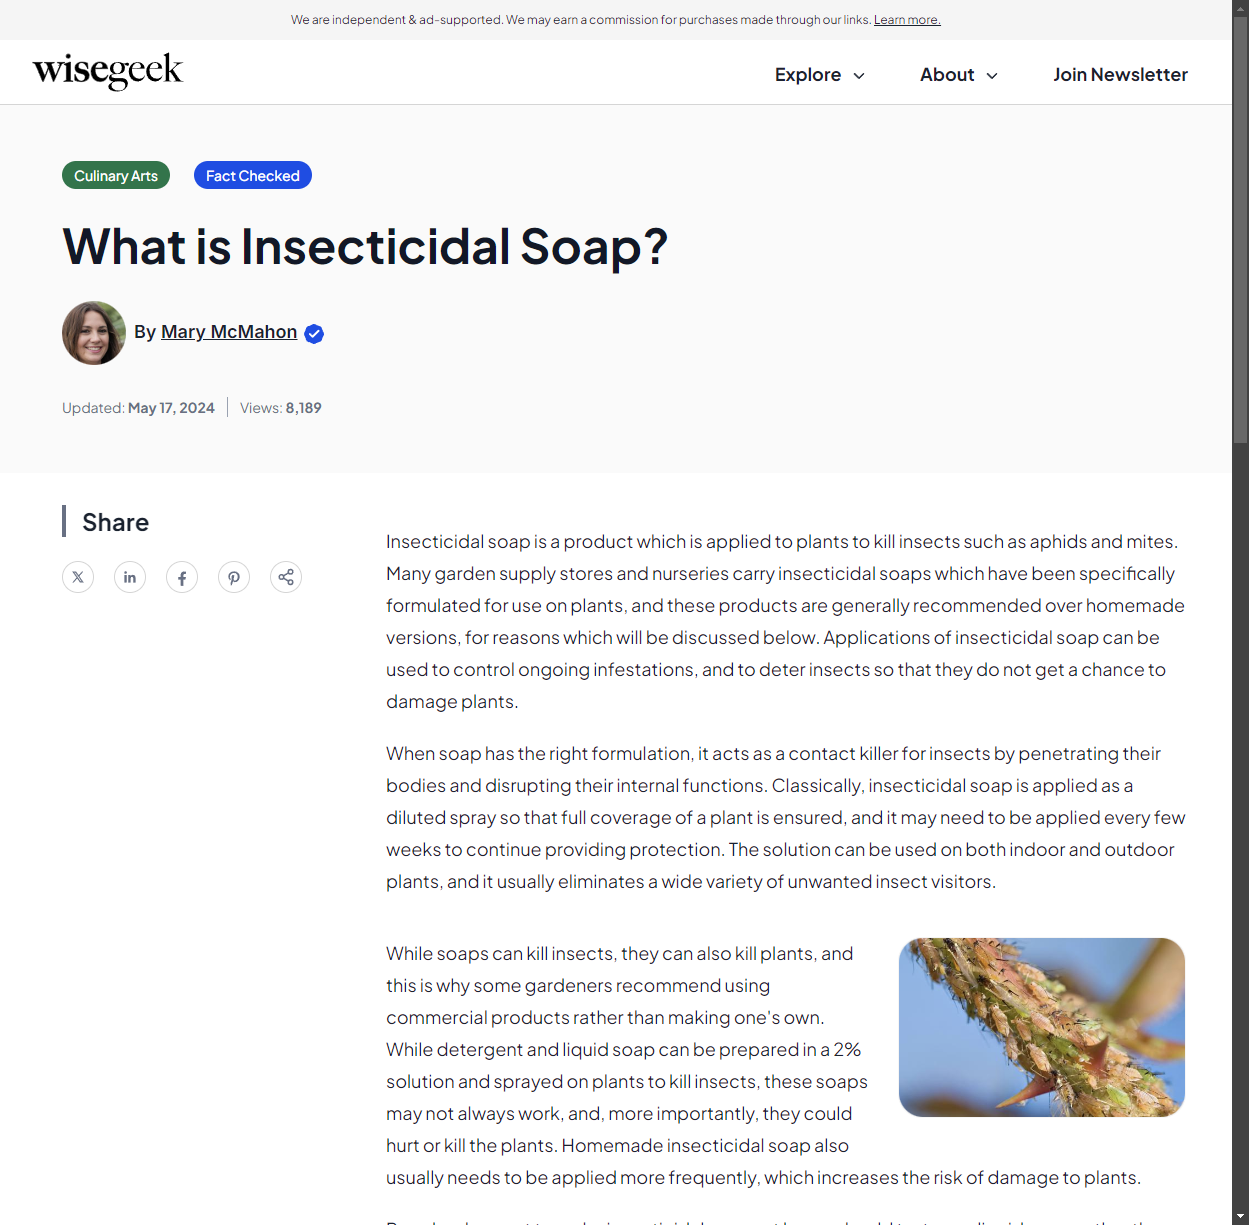 We are independent & ad-supported. We may earn a commission for purchases made through our links. Learn more.
wisegeek
Explore
About
Join Newsletter
Culinary Arts
Fact Checked
What is Insecticidal Soap?
By Mary McMahon
Updated: May 17, 2024
Views: 8,189
Share
Insecticidal soap is a product which is applied to plants to kill insects such as aphids and mites.
Many garden supply stores and nurseries carry insecticidal soaps which have been specifically
formulated for use on plants, and these products are generally recommended over homemade
versions, for reasons which will be discussed below. Applications of insecticidal soap can be
used to control ongoing infestations, and to deter insects so that they do not get a chance to
damage plants.
When soap has the right formulation, it acts as a contact killer for insects by penetrating their
bodies and disrupting their internal functions. Classically, insecticidal soap is applied as a
diluted spray so that full coverage of a plant is ensured, and it may need to be applied every few
weeks to continue providing protection. The solution can be used on both indoor and outdoor
plants, and it usually eliminates a wide variety of unwanted insect visitors.
While soaps can kill insects, they can also kill plants, and
this is why some gardeners recommend using
commercial products rather than making one's own.
While detergent and liquid soap can be prepared in a 2%
solution and sprayed on plants to kill insects, these soaps
may not always work, and, more importantly, they could
hurt or kill the plants. Homemade insecticidal soap also
usually needs to be applied more frequently, which increases the risk of damage to plants.